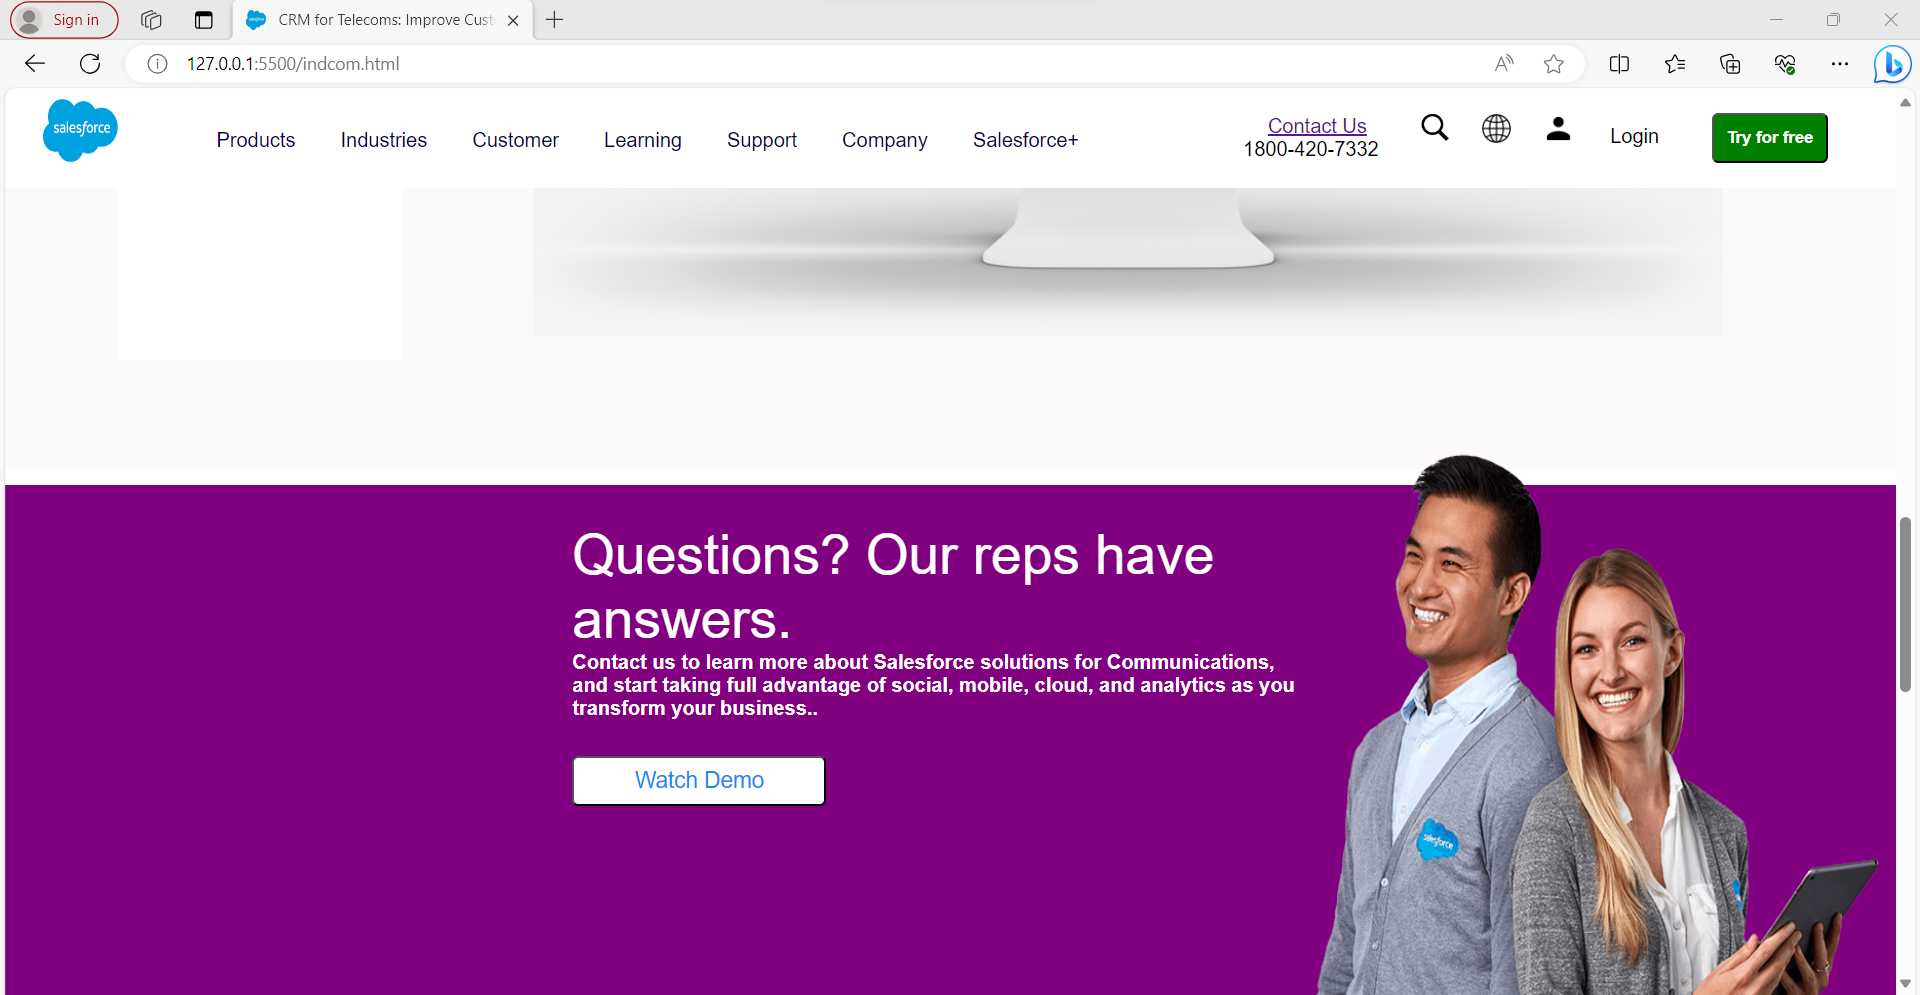 Sign in
CRM for Telecoms: Improve Cust
127.0.0.1:5500/indcom.html
salesforce
Products
Industries
Customer
Learning
Support
Company
Salesforce+
Contact Us
1800-420-7332
Login
Try for free
Questions? Our reps have
answers.
Contact us to learn more about Salesforce solutions for Communications,
and start taking full advantage of social, mobile, cloud, and analytics as you
transform your business..
Watch Demo
salesforce